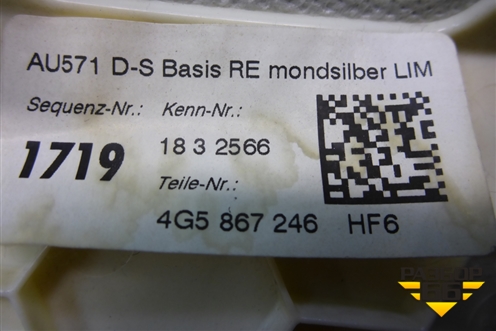 AU571 D-S Basis RE mondsilber LIM
Sequenz-Nr.: Kenn-Nr.:
1719 18 3 2566
Teile-Nr.:
4G5 867 246 HF6
РАЗБОР